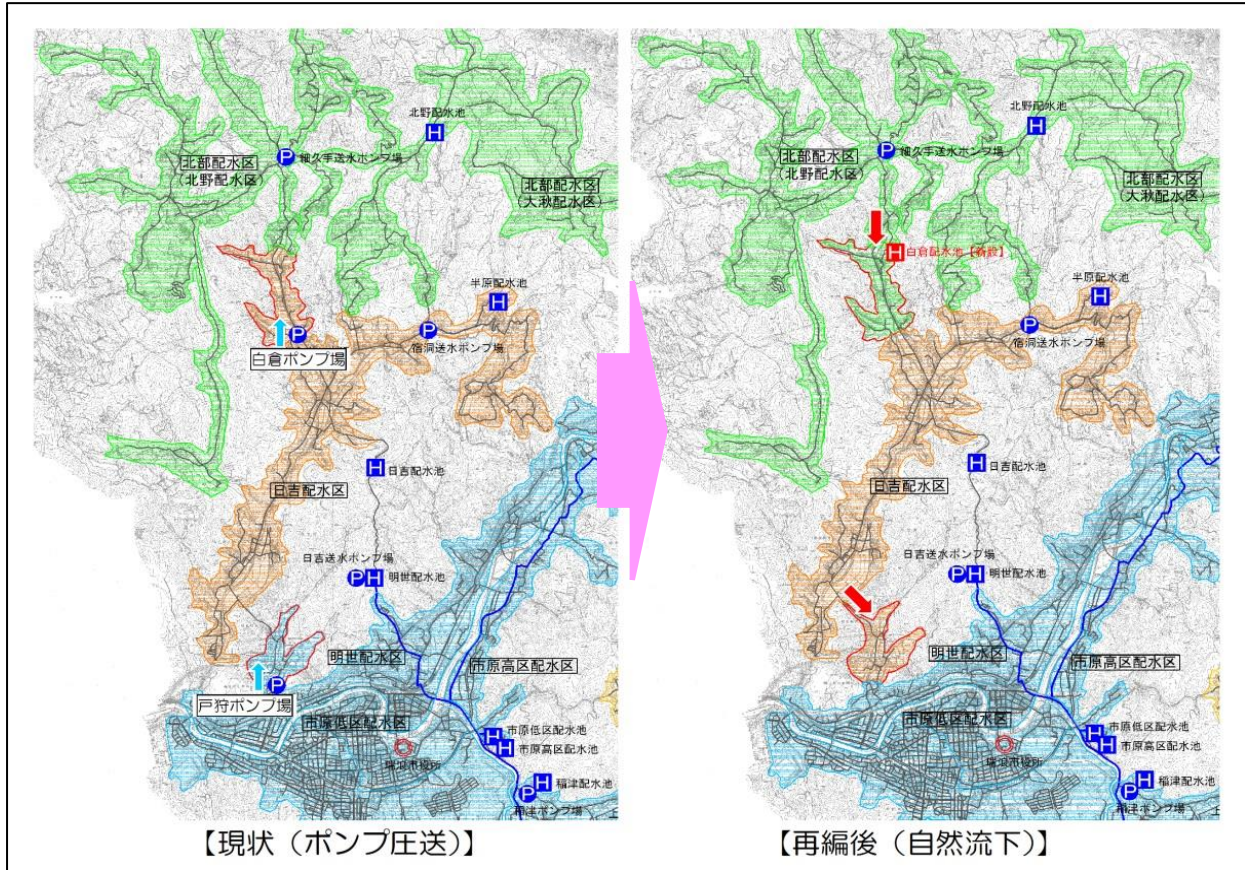 北野配水池
P
H
細久手送水ポンプ場
北部配水区
(北野配水区)
北部配水区
(大湫配水区)
半原配水池
H
P
P
宿洞送水ポンプ場
白倉ポンプ場
H
日吉配水池
日吉配水区
日吉送水ポンプ場
P H
明世配水池
明世配水区
市原高区配水区
P
戸狩ポンプ場
市原低区配水区
H
市原低区配水池
H
市原高区配水池
瑞浪市役所
H
稲津配水池
P
稲津ポンプ場
【現状（ポンプ圧送）】
北野配水池
H
P
細久手送水ポンプ場
北部配水区
(北野配水区)
北部配水区
(大湫配水区)
H
白倉配水池【新設】
半原配水池
H
P
宿洞送水ポンプ場
H
日吉配水池
日吉配水区
日吉送水ポンプ場
P H
明世配水池
明世配水区
市原高区配水区
市原低区配水区
H
市原低区配水池
H
市原高区配水池
瑞浪市役所
H
稲津配水池
P
稲津ポンプ場
【再編後（自然流下）】